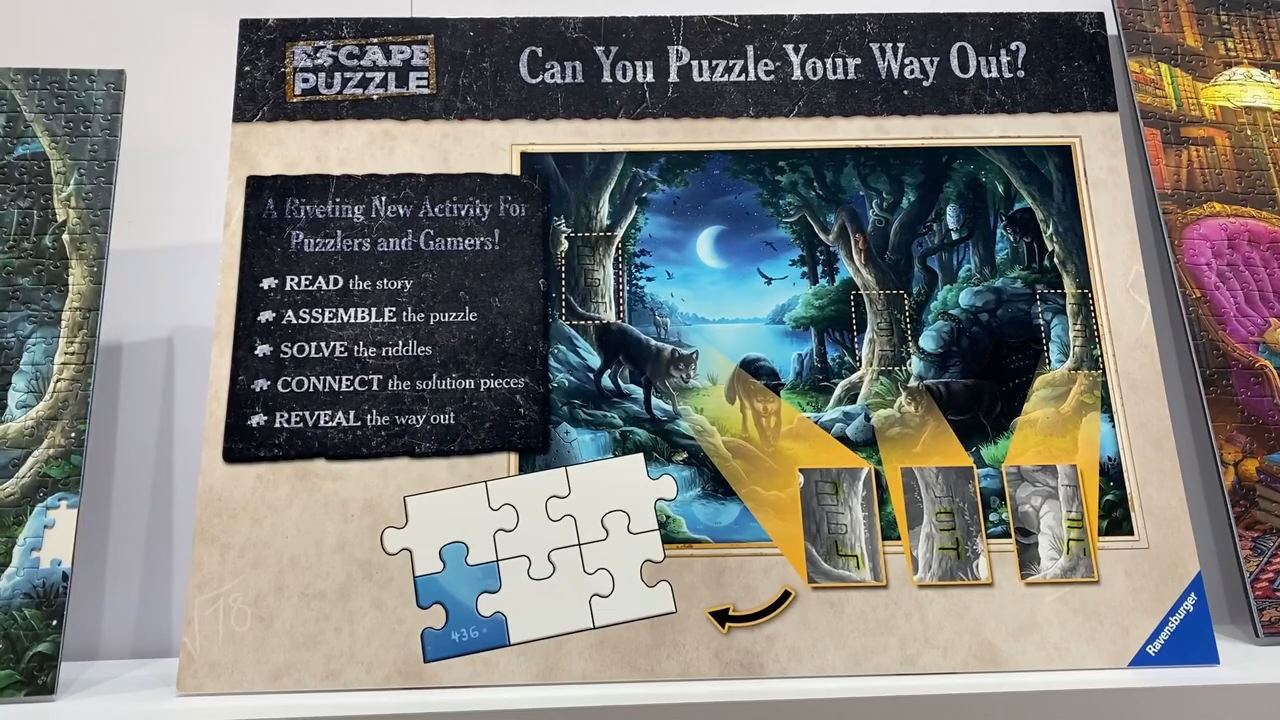 ESCAPE
PUZZLE
Can You Puzzle Your Way Out?
A Riveting New Activity For
Puzzlers and Gamers!
READ the story
ASSEMBLE the puzzle
SOLVE the riddles
CONNECT the solution pieces
REVEAL the way out
436
√78
Ravensburger